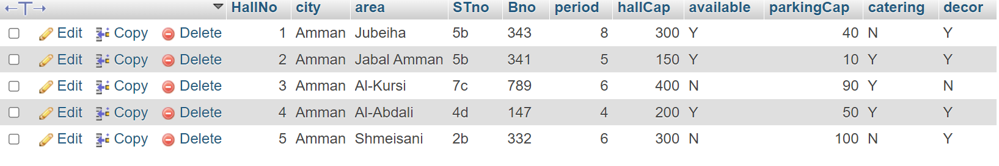 ←T→ HallNo city area STno Bno period hallCap available parkingCap catering decor
Edit Copy Delete 1 Amman Jubeiha 5b 343 8 300 Y 40 N Y
Edit Copy Delete 2 Amman Jabal Amman 5b 341 5 150 Y 10 Y Y
Edit Copy Delete 3 Amman Al-Kursi 7c 789 6 400 N 90 Y N
Edit Copy Delete 4 Amman Al-Abdali 4d 147 4 200 Y 50 Y Y
Edit Copy Delete 5 Amman Shmeisani 2b 332 6 300 N 100 N Y